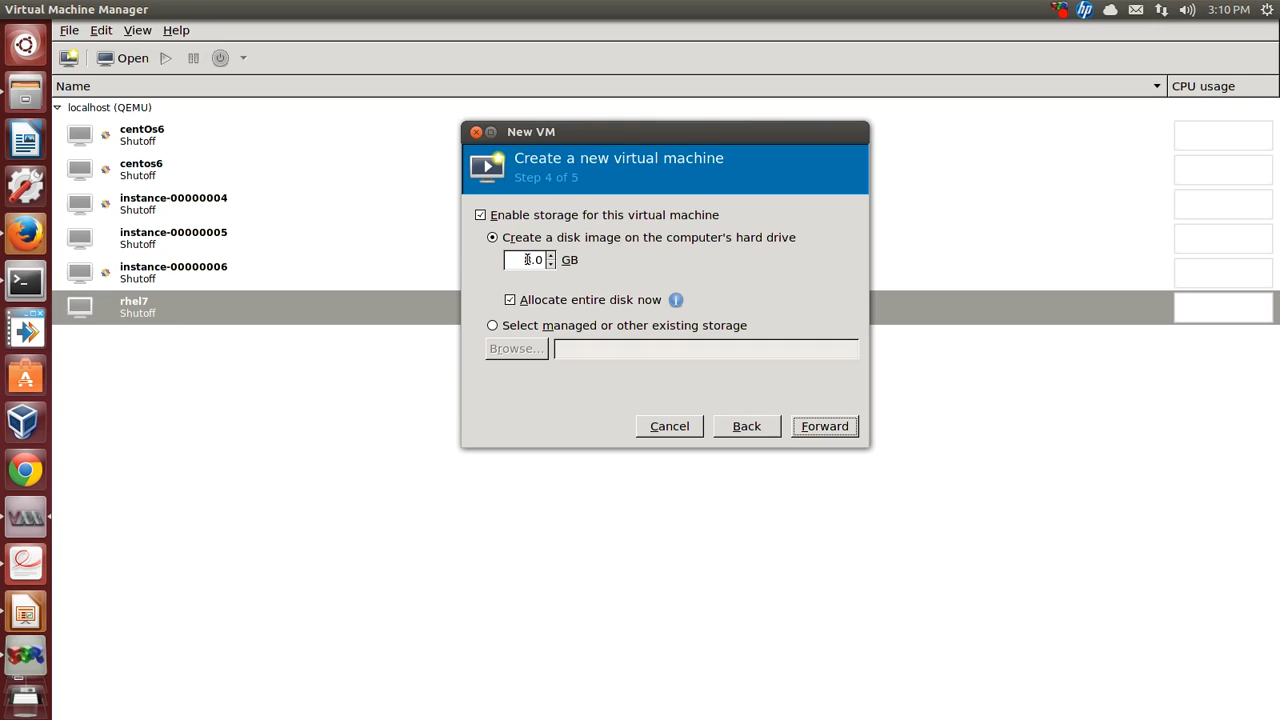 Virtual Machine Manager
3:10 PM
File Edit View Help
Open
Name CPU usage
localhost (QEMU)
centOs6
Shutoff
centos6
Shutoff
instance-00000004
Shutoff
instance-00000005
Shutoff
instance-00000006
Shutoff
rhel7
Shutoff
New VM
Create a new virtual machine
Step 4 of 5
Enable storage for this virtual machine
Create a disk image on the computer's hard drive
GB
Allocate entire disk now
Select managed or other existing storage
Browse...
Cancel Back Forward